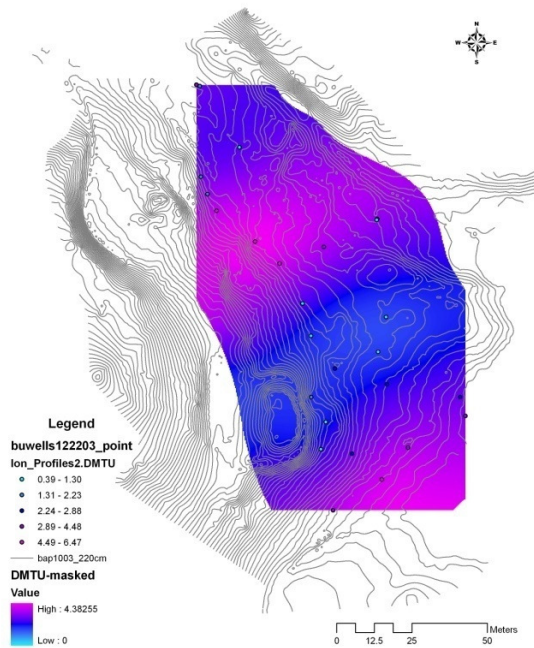 N
W E
S
Legend
buwells122203_point
Ion_Profiles2.DMTU
0.39 - 1.30
1.31 - 2.23
2.24 - 2.88
2.89 - 4.48
4.49 - 6.47
bap1003_220cm
DMTU-masked
Value
High : 4.38255
Low : 0
Meters
0 12.5 25 50